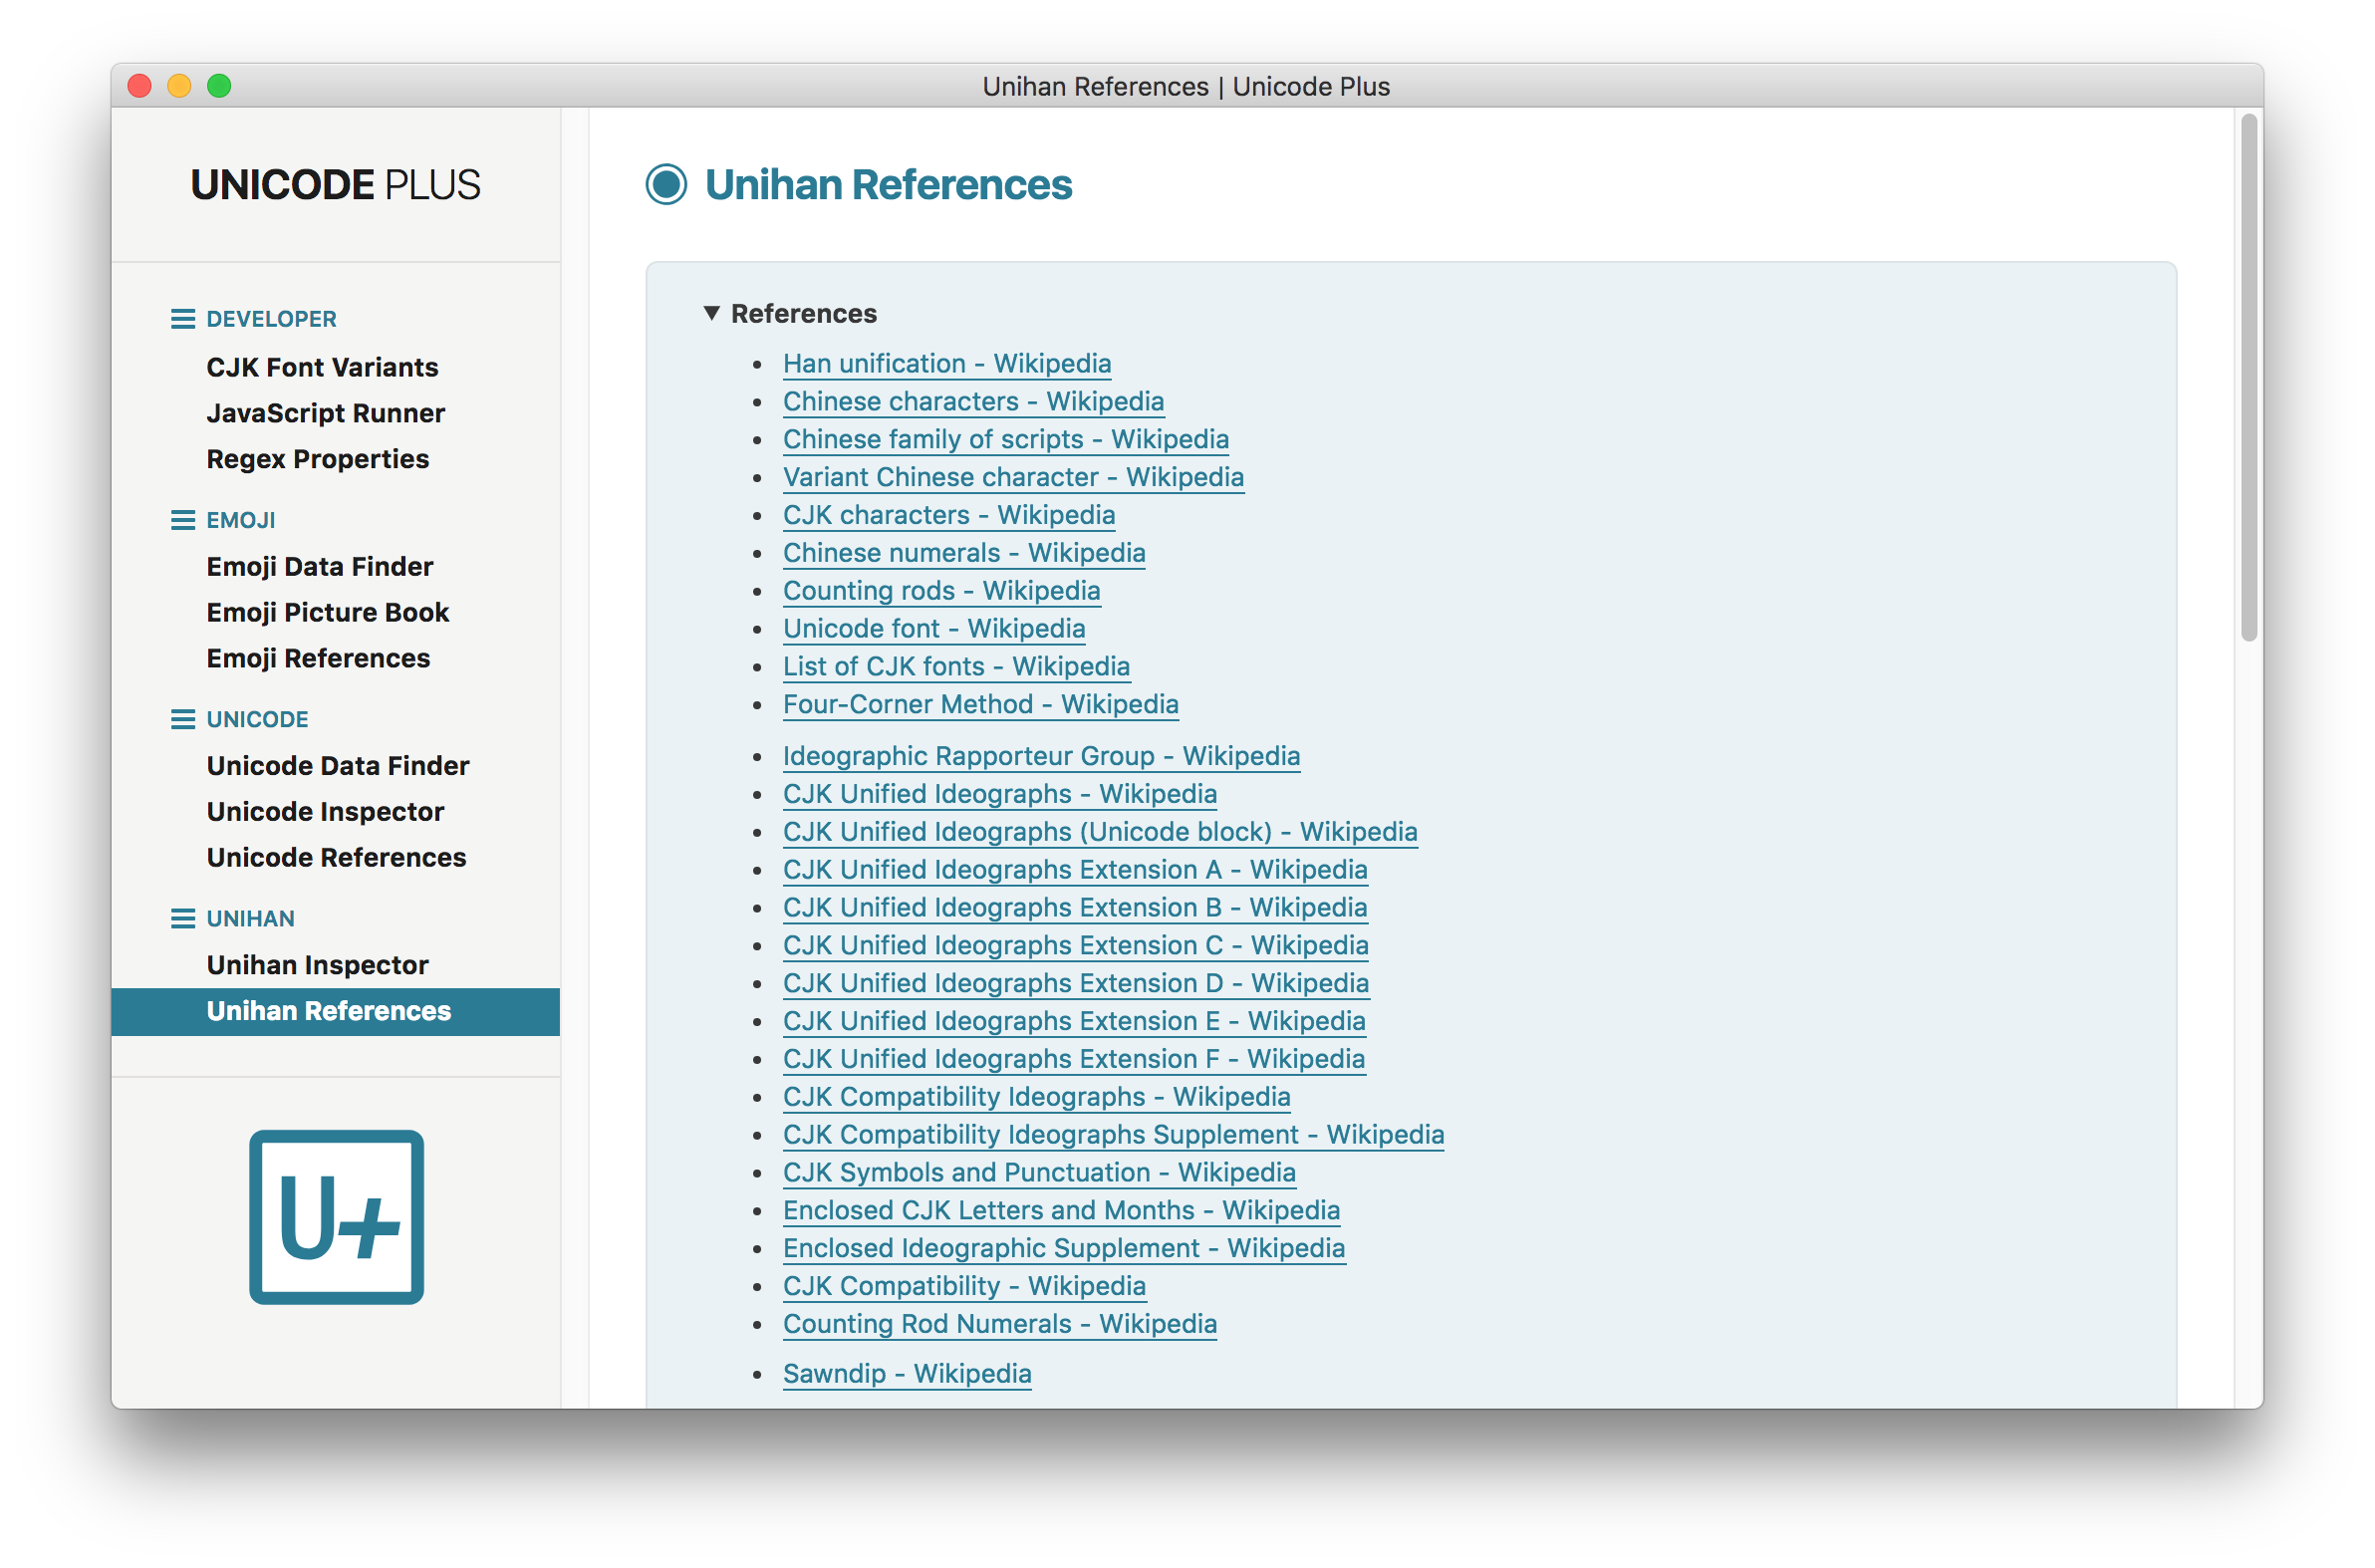 Unihan References | Unicode Plus
UNICODE PLUS
DEVELOPER
CJK Font Variants
JavaScript Runner
Regex Properties
EMOJI
Emoji Data Finder
Emoji Picture Book
Emoji References
UNICODE
Unicode Data Finder
Unicode Inspector
Unicode References
UNIHAN
Unihan Inspector
Unihan References
U+
Unihan References
References
Han unification - Wikipedia
Chinese characters - Wikipedia
Chinese family of scripts - Wikipedia
Variant Chinese character - Wikipedia
CJK characters - Wikipedia
Chinese numerals - Wikipedia
Counting rods - Wikipedia
Unicode font - Wikipedia
List of CJK fonts - Wikipedia
Four-Corner Method - Wikipedia
Ideographic Rapporteur Group - Wikipedia
CJK Unified Ideographs - Wikipedia
CJK Unified Ideographs (Unicode block) - Wikipedia
CJK Unified Ideographs Extension A - Wikipedia
CJK Unified Ideographs Extension B - Wikipedia
CJK Unified Ideographs Extension C - Wikipedia
CJK Unified Ideographs Extension D - Wikipedia
CJK Unified Ideographs Extension E - Wikipedia
CJK Unified Ideographs Extension F - Wikipedia
CJK Compatibility Ideographs - Wikipedia
CJK Compatibility Ideographs Supplement - Wikipedia
CJK Symbols and Punctuation - Wikipedia
Enclosed CJK Letters and Months - Wikipedia
Enclosed Ideographic Supplement - Wikipedia
CJK Compatibility - Wikipedia
Counting Rod Numerals - Wikipedia
Sawndip - Wikipedia